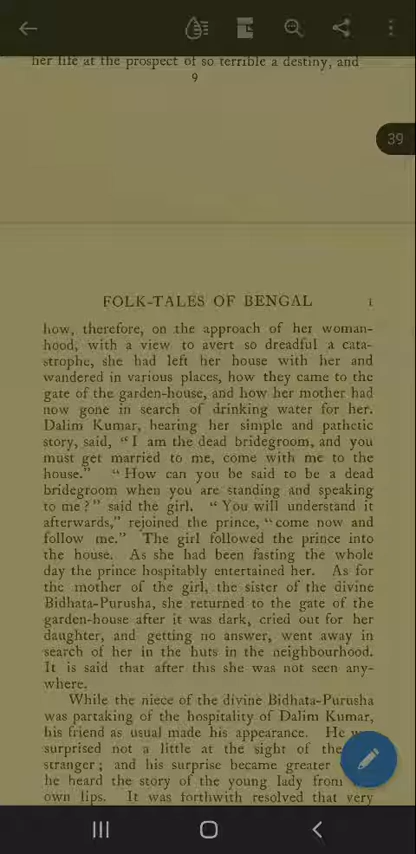 her life at the prospect of so terrible a destiny, and
9
39
FOLK-TALES OF BENGAL 1
how, therefore, on the approach of her woman-
hood, with a view to avert so dreadful a cata-
strophe, she had left her house with her and
wandered in various places, how they came to the
gate of the garden-house, and how her mother had
now gone in search of drinking water for her.
Dalim Kumar, hearing her simple and pathetic
story, said, “I am the dead bridegroom, and you
must get married to me, come with me to the
house.” “How can you be said to be a dead
bridegroom when you are standing and speaking
to me?” said the girl. “You will understand it
afterwards,” rejoined the prince, “come now and
follow me.” The girl followed the prince into
the house. As she had been fasting the whole
day the prince hospitably entertained her. As for
the mother of the girl, the sister of the divine
Bidhata-Purusha, she returned to the gate of the
garden-house after it was dark, cried out for her
daughter, and getting no answer, went away in
search of her in the huts in the neighbourhood.
It is said that after this she was not seen any-
where.
While the niece of the divine Bidhata-Purusha
was partaking of the hospitality of Dalim Kumar,
his friend as usual made his appearance. He
surprised not a little at the sight of the
stranger; and his surprise became greater
he heard the story of the young lady from
own lips. It was forthwith resolved that very